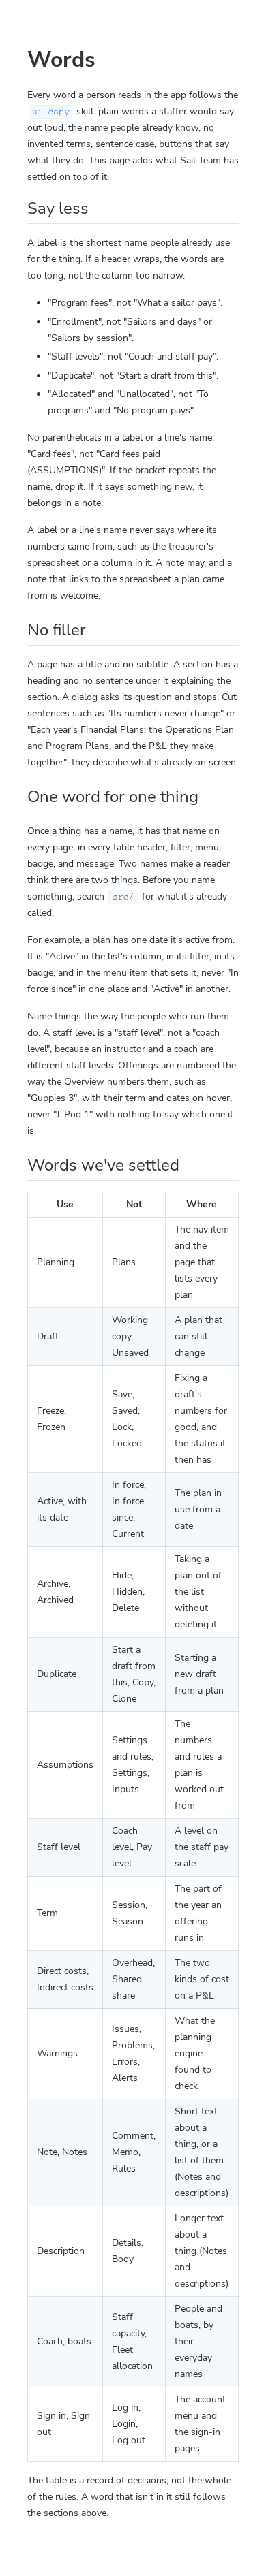 Words
Every word a person reads in the app follows the
ui-copy skill: plain words a staffer would say
out loud, the name people already know, no
invented terms, sentence case, buttons that say
what they do. This page adds what Sail Team has
settled on top of it.
Say less
A label is the shortest name people already use
for the thing. If a header wraps, the words are
too long, not the column too narrow.
• "Program fees", not "What a sailor pays".
• "Enrollment", not "Sailors and days" or
"Sailors by session".
• "Staff levels", not "Coach and staff pay".
• "Duplicate", not "Start a draft from this".
• "Allocated" and "Unallocated", not "To
programs" and "No program pays".
No parentheticals in a label or a line's name.
"Card fees", not "Card fees paid
(ASSUMPTIONS)". If the bracket repeats the
name, drop it. If it says something new, it
belongs in a note.
A label or a line's name never says where its
numbers came from, such as the treasurer's
spreadsheet or a column in it. A note may, and a
note that links to the spreadsheet a plan came
from is welcome.
No filler
A page has a title and no subtitle. A section has a
heading and no sentence under it explaining the
section. A dialog asks its question and stops. Cut
sentences such as "Its numbers never change" or
"Each year's Financial Plans: the Operations Plan
and Program Plans, and the P&L they make
together": they describe what's already on screen.
One word for one thing
Once a thing has a name, it has that name on
every page, in every table header, filter, menu,
badge, and message. Two names make a reader
think there are two things. Before you name
something, search src/ for what it's already
called.
For example, a plan has one date it's active from.
It is "Active" in the list's column, in its filter, in its
badge, and in the menu item that sets it, never "In
force since" in one place and "Active" in another.
Name things the way the people who run them
do. A staff level is a "staff level", not a "coach
level", because an instructor and a coach are
different staff levels. Offerings are numbered the
way the Overview numbers them, such as
"Guppies 3", with their term and dates on hover,
never "J-Pod 1" with nothing to say which one it
is.
Words we've settled
Use Not Where
Planning
Plans
The nav item
and the
page that
lists every
plan
Draft
Working
copy,
Unsaved
A plan that
can still
change
Freeze,
Frozen
Save,
Saved,
Lock,
Locked
Fixing a
draft's
numbers for
good, and
the status it
then has
Active, with
its date
In force,
In force
since,
Current
The plan in
use from a
date
Archive,
Archived
Hide,
Hidden,
Delete
Taking a
plan out of
the list
without
deleting it
Duplicate
Start a
draft from
this, Copy,
Clone
Starting a
new draft
from a plan
Assumptions
Settings
and rules,
Settings,
Inputs
The
numbers
and rules a
plan is
worked out
from
Staff level
Coach
level, Pay
level
A level on
the staff pay
scale
Term
Session,
Season
The part of
the year an
offering
runs in
Direct costs,
Indirect costs
Overhead,
Shared
share
The two
kinds of cost
on a P&L
Warnings
Issues,
Problems,
Errors,
Alerts
What the
planning
engine
found to
check
Note, Notes
Comment,
Memo,
Rules
Short text
about a
thing, or a
list of them
(Notes and
descriptions)
Description
Details,
Body
Longer text
about a
thing (Notes
and
descriptions)
Coach, boats
Staff
capacity,
Fleet
allocation
People and
boats, by
their
everyday
names
Sign in, Sign
out
Log in,
Login,
Log out
The account
menu and
the sign-in
pages
The table is a record of decisions, not the whole
of the rules. A word that isn't in it still follows
the sections above.